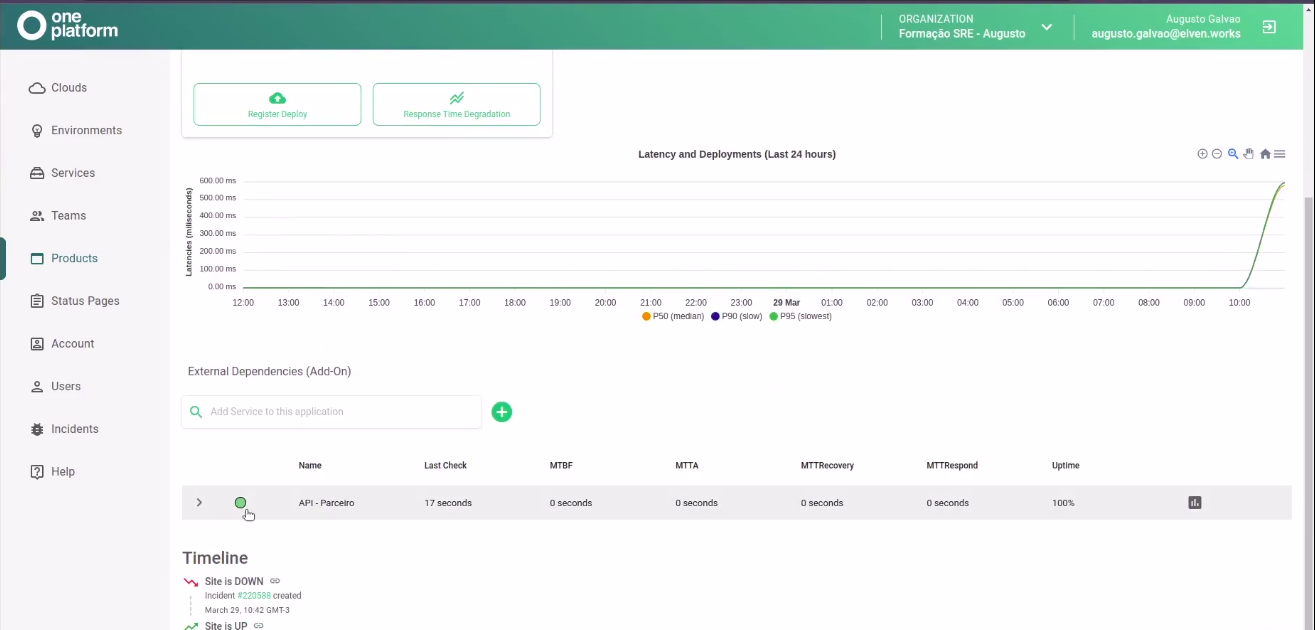 one
platform
ORGANIZATION
Formação SRE - Augusto
Augusto Galvao
augusto.galvao@elven.works
Clouds
Environments
Services
Teams
Products
Status Pages
Account
Users
Incidents
Help
Register Deploy
Response Time Degradation
Latency and Deployments (Last 24 hours)
Latencies (miliseconds)
600.00 ms
500.00 ms
400.00 ms
300.00 ms
200.00 ms
100.00 ms
0.00 ms
12:00 13:00 14:00 15:00 16:00 17:00 18:00 19:00 20:00 21:00 22:00 23:00 29 Mar 01:00 02:00 03:00 04:00 05:00 06:00 07:00 08:00 09:00 10:00
P50 (median) P90 (slow) P95 (slowest)
External Dependencies (Add-On)
Add Service to this application
Name Last Check MTBF MTTA MTTRecovery MTTRespond Uptime
API - Parceiro 17 seconds 0 seconds 0 seconds 0 seconds 0 seconds 100%
Timeline
Site is DOWN
Incident #220588 created
March 29, 10:42 GMT-3
Site is UP